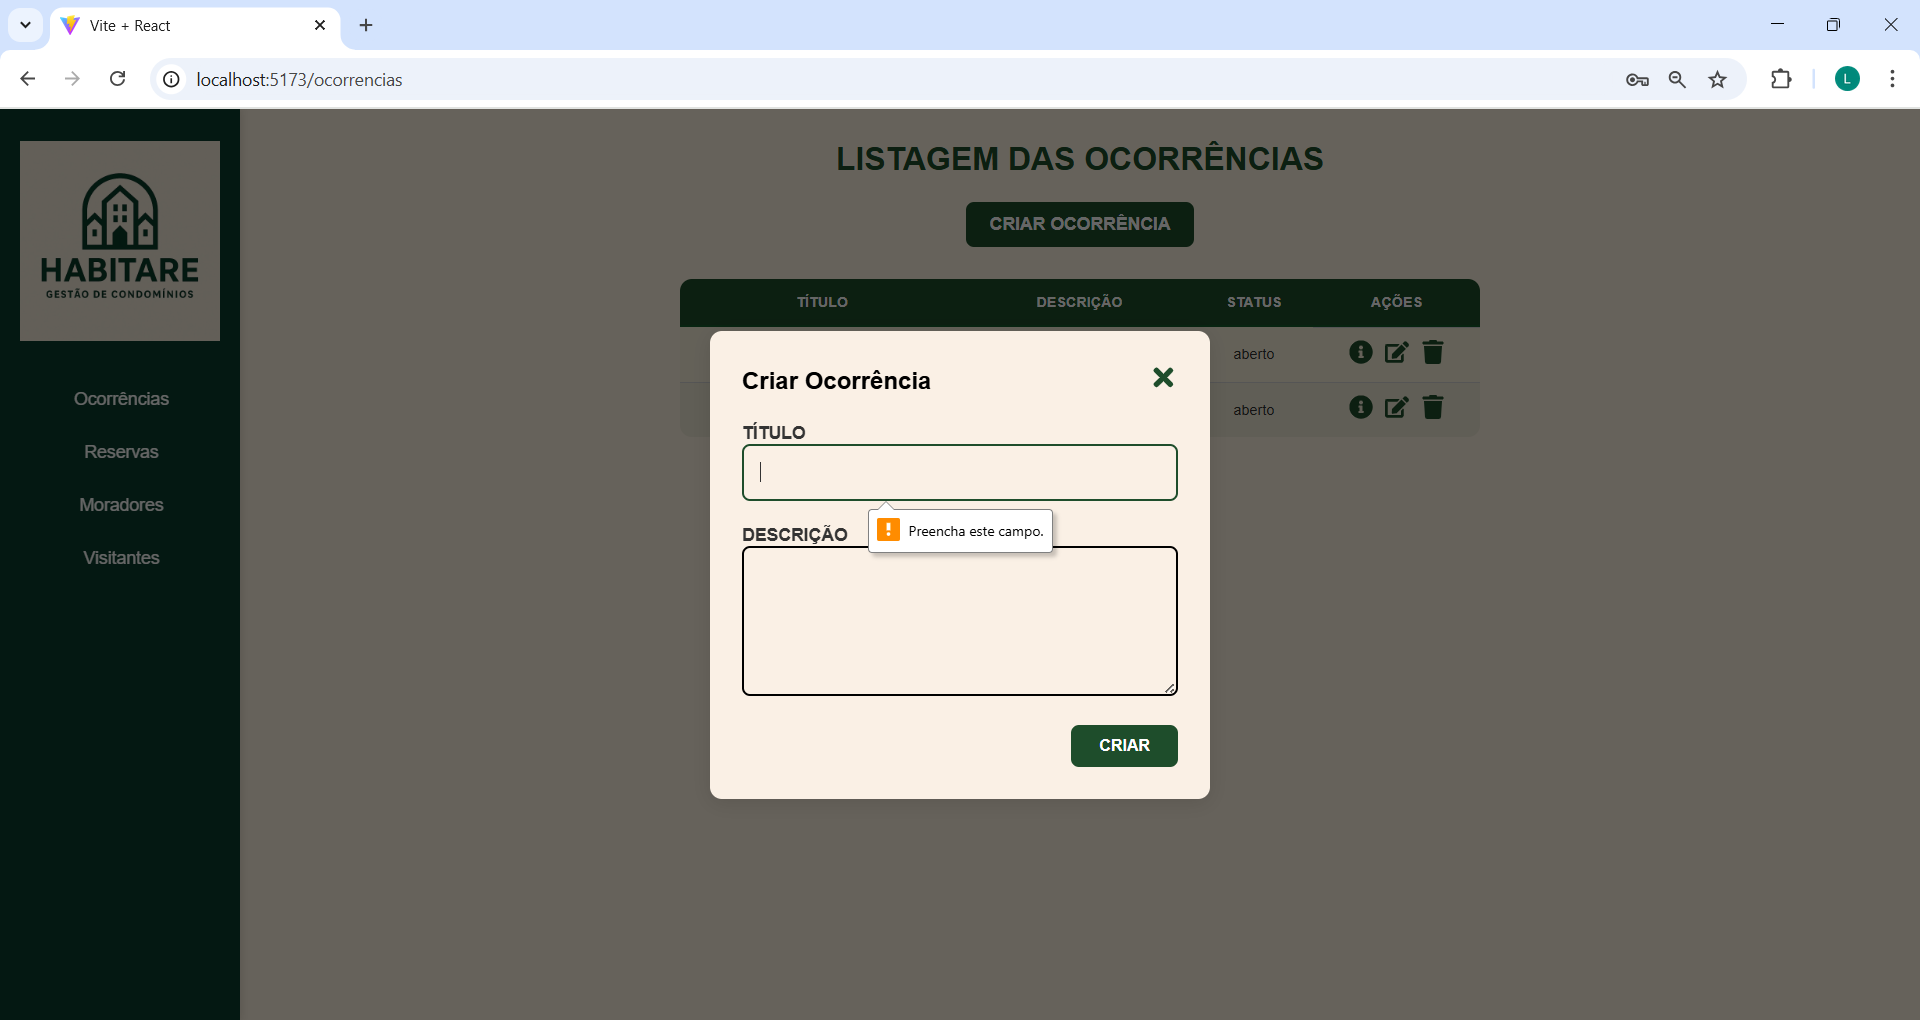 Vite + React
localhost:5173/ocorrencias
L
HABITARE
GESTÃO DE CONDOMÍNIOS
Ocorrências
Reservas
Moradores
Visitantes
LISTAGEM DAS OCORRÊNCIAS
CRIAR OCORRÊNCIA
TÍTULO DESCRIÇÃO STATUS AÇÕES
aberto
aberto
Criar Ocorrência
TÍTULO
Preencha este campo.
DESCRIÇÃO
CRIAR